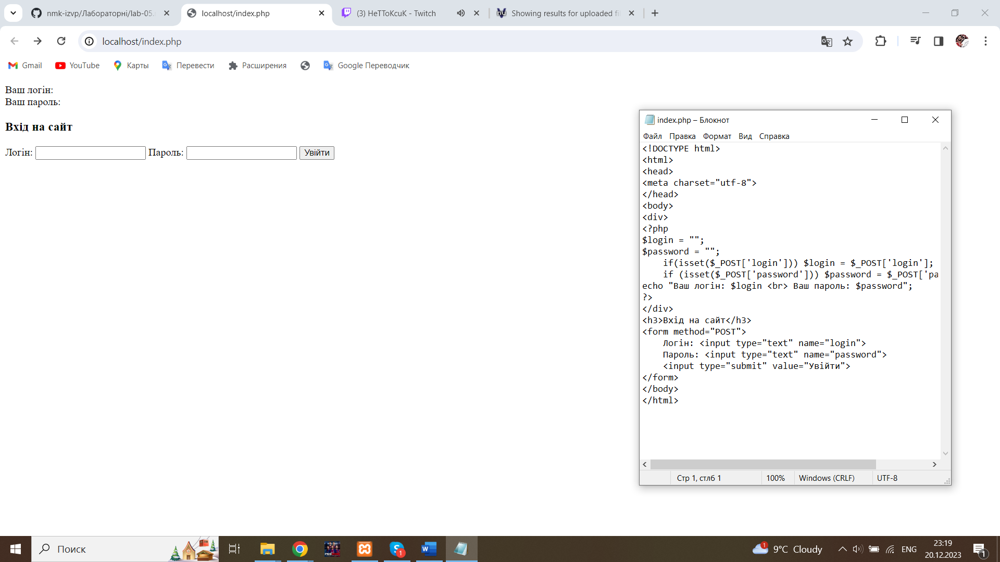 nmk-izvp/Лабораторні/lab-05.
localhost/index.php
(3) HeTToKcuK - Twitch
Showing results for uploaded fi
localhost/index.php
Gmail
YouTube
Карты
Перевести
Расширения
Google Переводчик
Ваш логін:
Ваш пароль:
Вхід на сайт
Логін:
Пароль:
Увійти
index.php – Блокнот
Файл Правка Формат Вид Справка
<!DOCTYPE html>
<html>
<head>
<meta charset="utf-8">
</head>
<body>
<div>
<?php
$login = "";
$password = "";
if(isset($_POST['login'])) $login = $_POST['login'];
if (isset($_POST['password'])) $password = $_POST['pa
echo "Ваш логін: $login <br> Ваш пароль: $password";
?>
</div>
<h3>Вхід на сайт</h3>
<form method="POST">
Логін: <input type="text" name="login">
Пароль: <input type="text" name="password">
<input type="submit" value="Увійти">
</form>
</body>
</html>
Стр 1, стлб 1
100%
Windows (CRLF)
UTF-8
Поиск
1
1
9°C Cloudy
ENG
23:19
20.12.2023
1